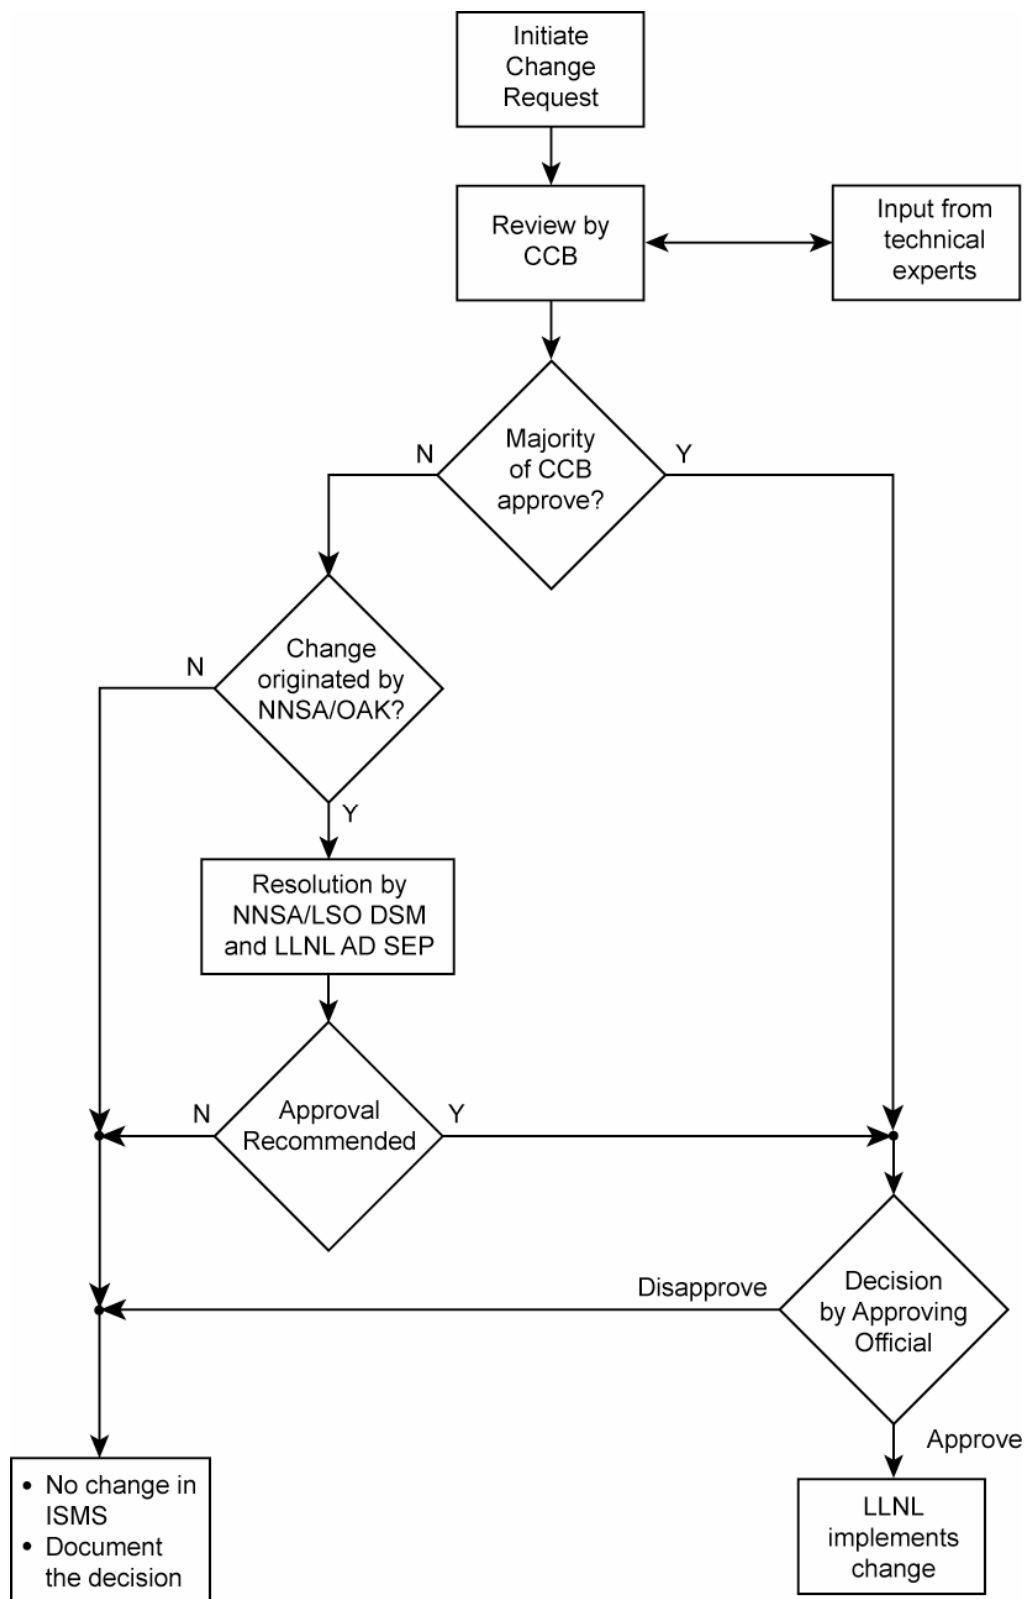 Initiate
Change
Request
Review by
CCB
Input from
technical
experts
Majority
of CCB
approve?
N
Y
Change
originated by
NNSA/OAK?
N
Y
Resolution by
NNSA/LSO DSM
and LLNL AD SEP
Approval
Recommended
N
Y
Decision
by Approving
Official
Disapprove
Approve
• No change in
ISMS
• Document
the decision
LLNL
implements
change